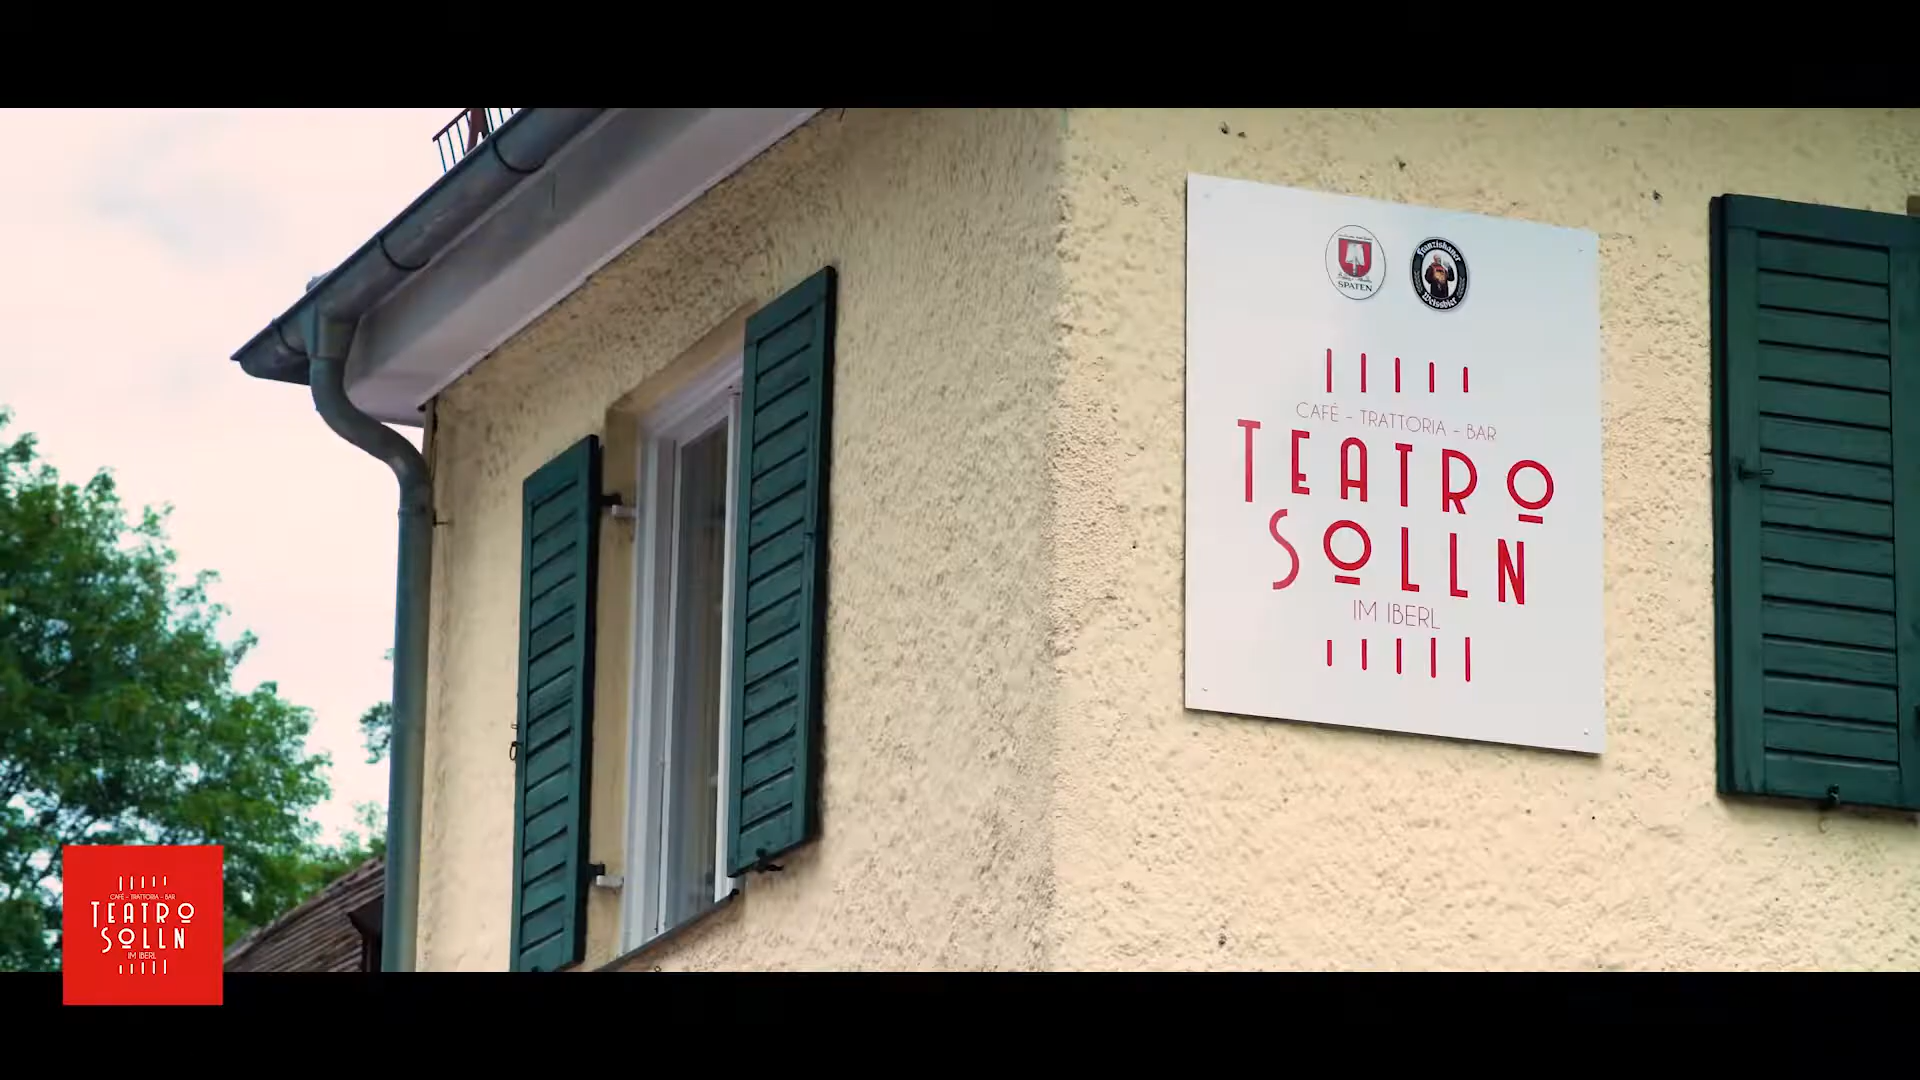 SPATEN
Franziskaner
Weissbier
CAFÉ - TRATTORIA - BAR
TEATRO
SOLLN
IM IBERL
CAFÉ - TRATTORIA - BAR
TEATRO
SOLLN
IM IBERL